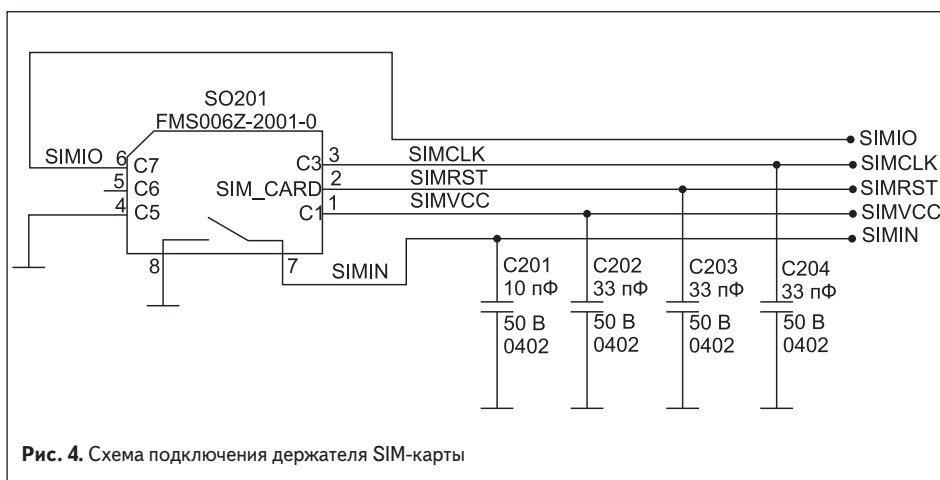 SO201
FMS006Z-2001-0
SIMIO
6
C7
5
C6
4
C5
SIM_CARD
C3
3
SIMCLK
2
SIMRST
C1
1
SIMVCC
8
7
SIMIN
SIMIO
SIMCLK
SIMRST
SIMVCC
SIMIN
C201
10 пФ
50 В
0402
C202
33 пФ
50 В
0402
C203
33 пФ
50 В
0402
C204
33 пФ
50 В
0402
Рис. 4. Схема подключения держателя SIM-карты